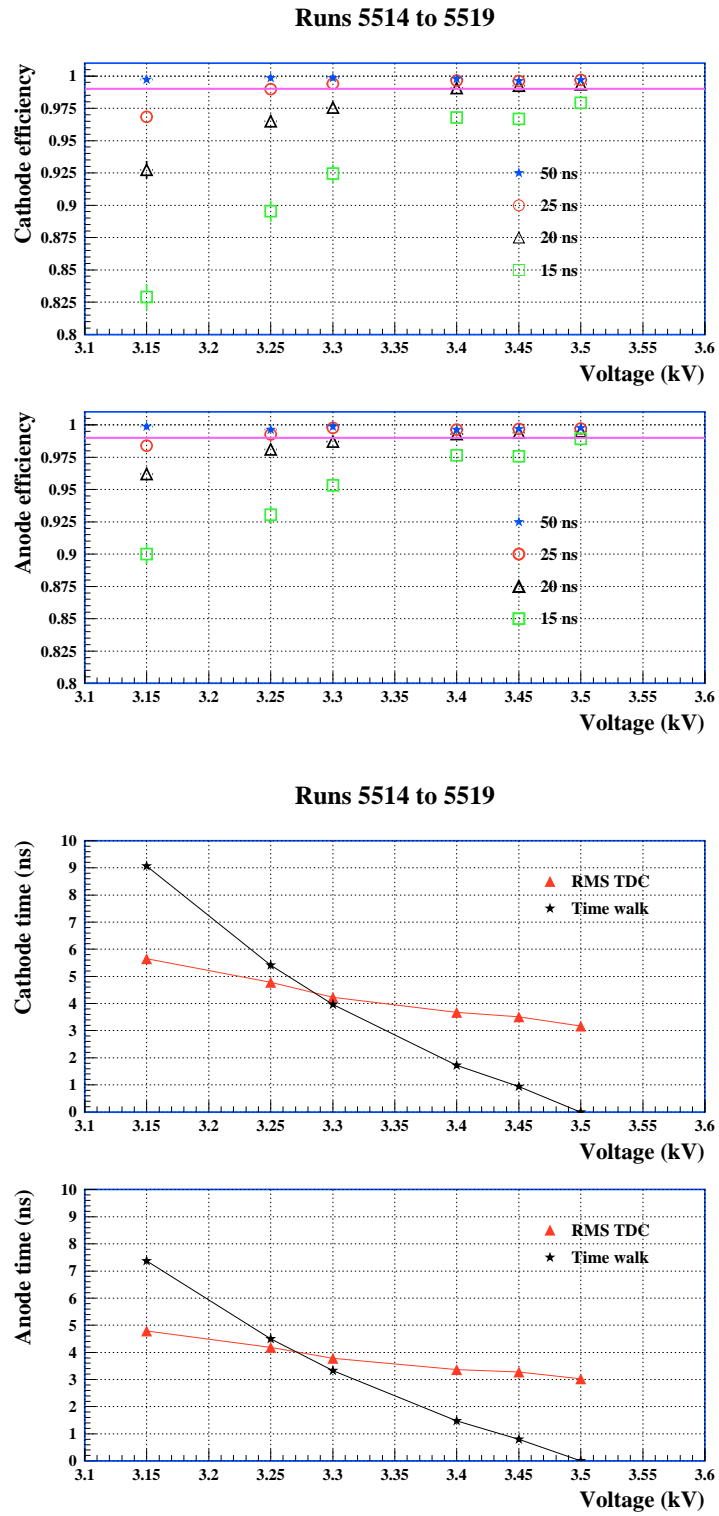 Runs 5514 to 5519
Cathode efficiency
1
0.975
0.95
0.925
0.9
0.875
0.85
0.825
0.8
50 ns
25 ns
20 ns
15 ns
3.1 3.15 3.2 3.25 3.3 3.35 3.4 3.45 3.5 3.55 3.6
Voltage (kV)
Anode efficiency
1
0.975
0.95
0.925
0.9
0.875
0.85
0.825
0.8
50 ns
25 ns
20 ns
15 ns
3.1 3.15 3.2 3.25 3.3 3.35 3.4 3.45 3.5 3.55 3.6
Voltage (kV)
Runs 5514 to 5519
Cathode time (ns)
10
9
8
7
6
5
4
3
2
1
0
RMS TDC
Time walk
3.1 3.15 3.2 3.25 3.3 3.35 3.4 3.45 3.5 3.55 3.6
Voltage (kV)
Anode time (ns)
10
9
8
7
6
5
4
3
2
1
0
RMS TDC
Time walk
3.1 3.15 3.2 3.25 3.3 3.35 3.4 3.45 3.5 3.55 3.6
Voltage (kV)